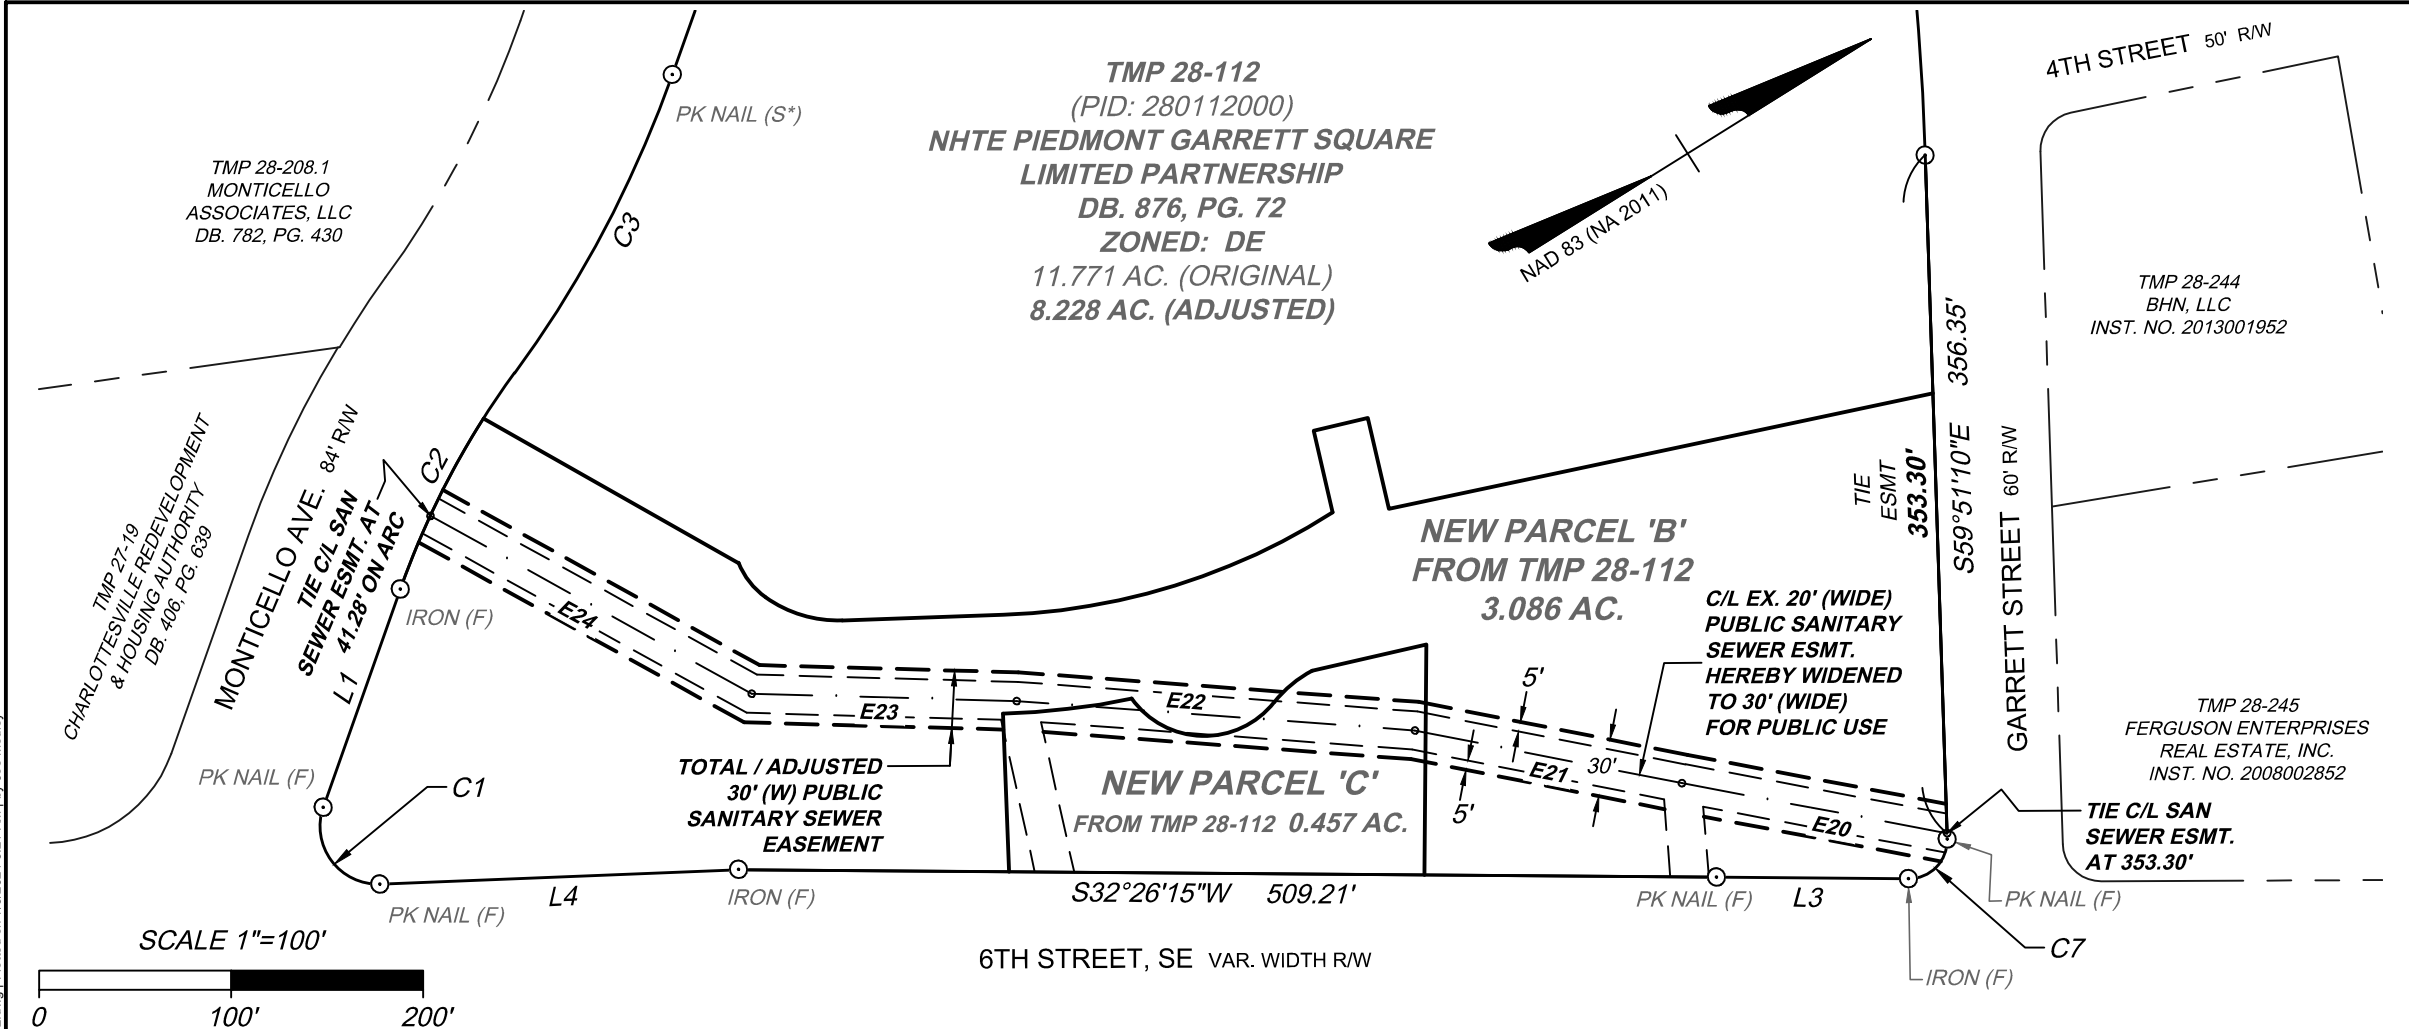 TMP 28-112
(PID: 280112000)
NHTE PIEDMONT GARRETT SQUARE
LIMITED PARTNERSHIP
DB. 876, PG. 72
ZONED: DE
11.771 AC. (ORIGINAL)
8.228 AC. (ADJUSTED)
PK NAIL (S*)
TMP 28-208.1
MONTICELLO
ASSOCIATES, LLC
DB. 782, PG. 430
C3
NAD 83 (NA 2011)
4TH STREET 50' R/W
TMP 28-244
BHN, LLC
INST. NO. 2013001952
S59°51'10"E 356.35'
TIE
ESMT
353.30'
GARRETT STREET 60' R/W
TMP 27-19
CHARLOTTESVILLE REDEVELOPMENT
& HOUSING AUTHORITY
DB. 406, PG. 639
MONTICELLO AVE. 84' R/W
TIE C/L SAN
SEWER ESMT. AT
41.28' ON ARC
C2
IRON (F)
L1
E24
NEW PARCEL 'B'
FROM TMP 28-112
3.086 AC.
C/L EX. 20' (WIDE)
PUBLIC SANITARY
SEWER ESMT.
HEREBY WIDENED
TO 30' (WIDE)
FOR PUBLIC USE
5'
E22
E23
E21
30'
5'
E20
TMP 28-245
FERGUSON ENTERPRISES
REAL ESTATE, INC.
INST. NO. 2008002852
TIE C/L SAN
SEWER ESMT.
AT 353.30'
PK NAIL (F)
C1
TOTAL / ADJUSTED
30' (W) PUBLIC
SANITARY SEWER
EASEMENT
NEW PARCEL 'C'
FROM TMP 28-112 0.457 AC.
PK NAIL (F)
L4
IRON (F)
S32°26'15"W 509.21'
PK NAIL (F)
L3
PK NAIL (F)
C7
IRON (F)
6TH STREET, SE VAR. WIDTH R/W
SCALE 1"=100'
0 100' 200'